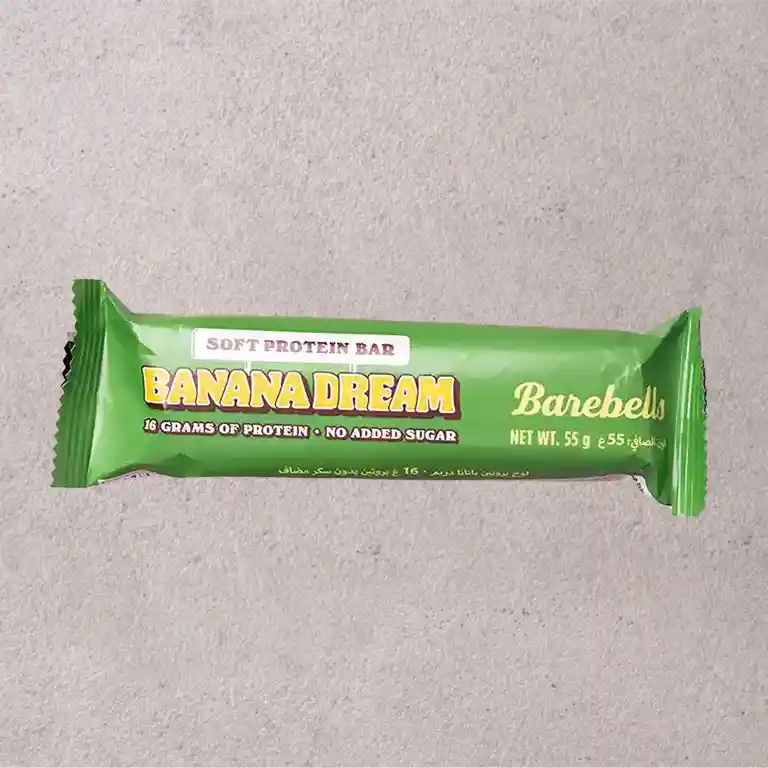 SOFT PROTEIN BAR
BANANA DREAM
16 GRAMS OF PROTEIN • NO ADDED SUGAR
Barebells
NET WT. 55 g الصافي: 55 غ
لوح بروتين بانانا دريم • 16 غ بروتين بدون سكر مضاف